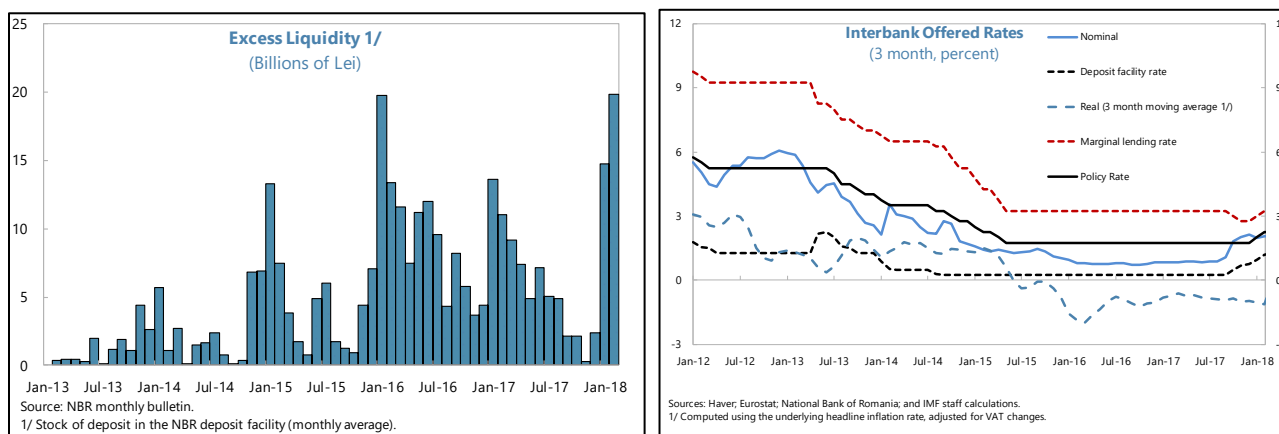 Excess Liquidity 1/
(Billions of Lei)
25
20
15
10
5
0
Jan-13 Jul-13 Jan-14 Jul-14 Jan-15 Jul-15 Jan-16 Jul-16 Jan-17 Jul-17 Jan-18
Source: NBR monthly bulletin.
1/ Stock of deposit in the NBR deposit facility (monthly average).
Interbank Offered Rates
(3 month, percent)
Nominal
Deposit facility rate
Real (3 month moving average 1/)
Marginal lending rate
Policy Rate
12
9
6
3
0
-3
Jan-12 Jul-12 Jan-13 Jul-13 Jan-14 Jul-14 Jan-15 Jul-15 Jan-16 Jul-16 Jan-17 Jul-17 Jan-18
Sources: Haver; Eurostat; National Bank of Romania; and IMF staff calculations.
1/ Computed using the underlying headline inflation rate, adjusted for VAT changes.